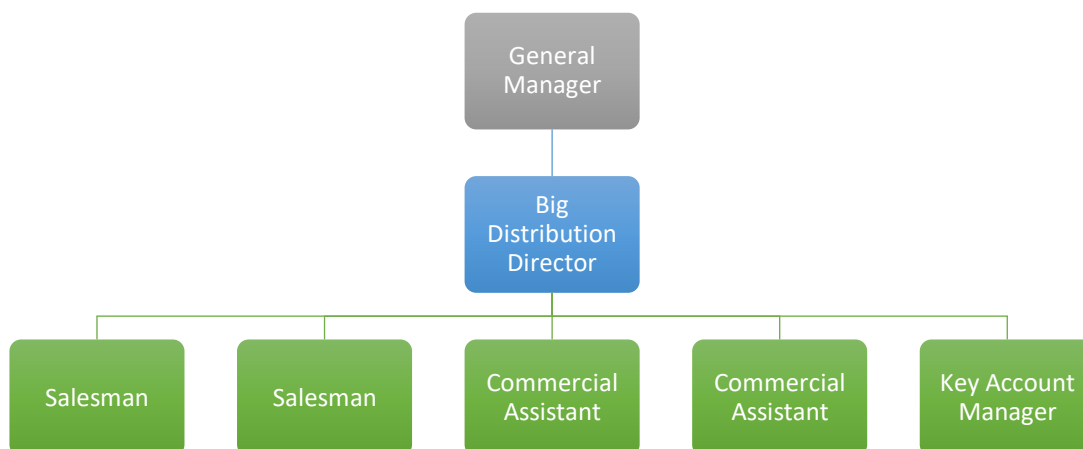 General
Manager
Big
Distribution
Director
Salesman
Salesman
Commercial
Assistant
Commercial
Assistant
Key Account
Manager